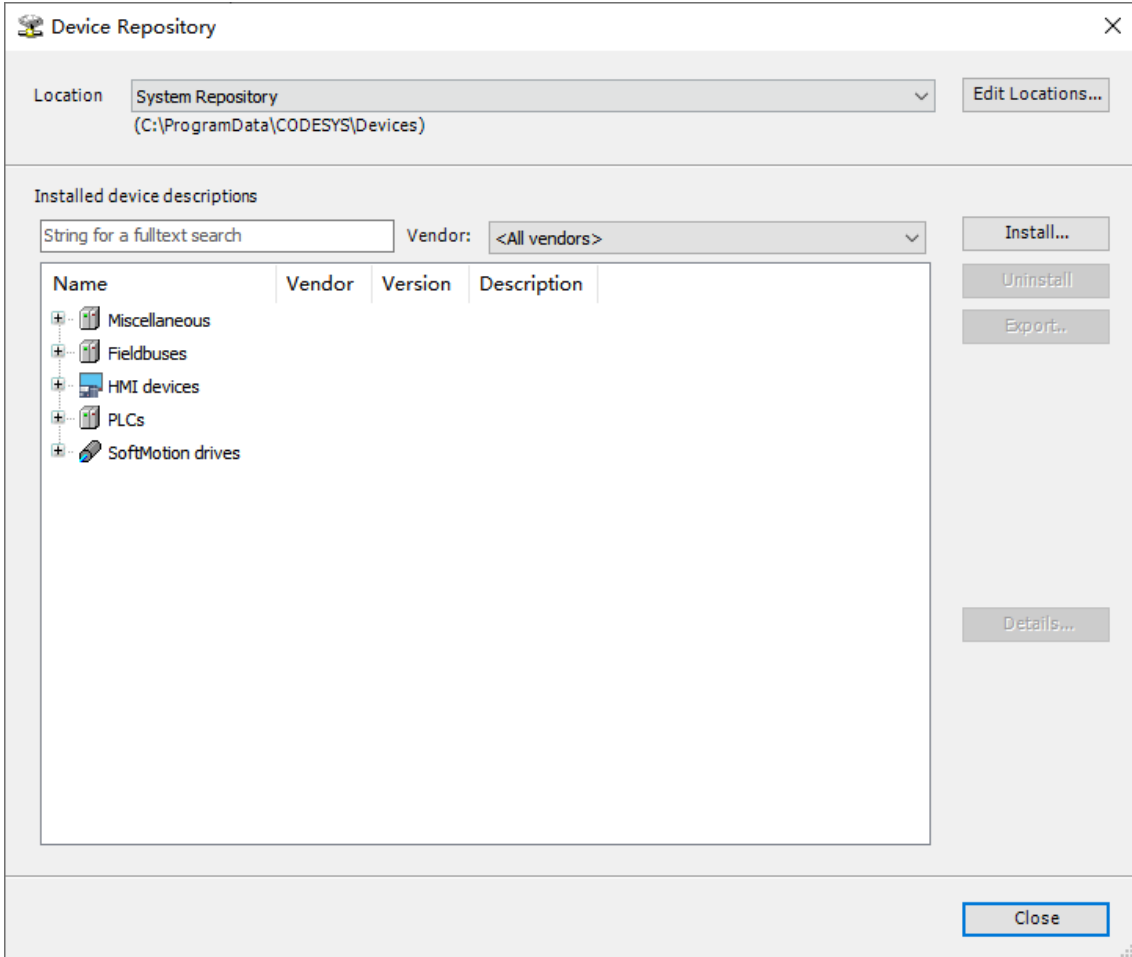 Device Repository
Location System Repository Edit Locations...
(C:\ProgramData\CODESYS\Devices)
Installed device descriptions
String for a fulltext search Vendor: <All vendors> Install...
Name Vendor Version Description Uninstall
Miscellaneous Export..
Fieldbuses
HMI devices
PLCs
SoftMotion drives
Details...
Close